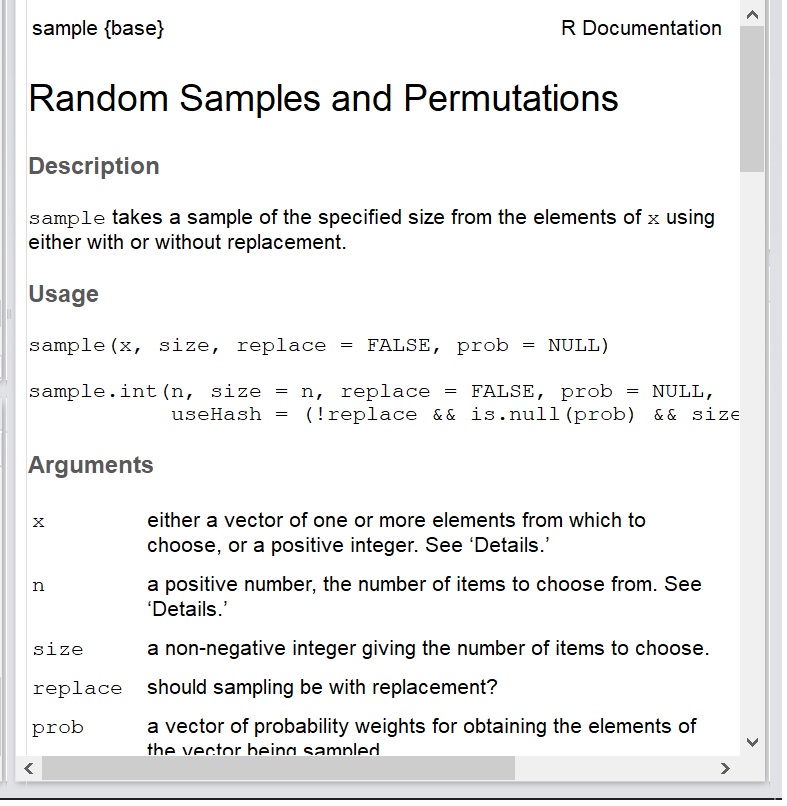 sample {base} R Documentation
Random Samples and Permutations
Description
sample takes a sample of the specified size from the elements of x using
either with or without replacement.
Usage
sample(x, size, replace = FALSE, prob = NULL)
sample.int(n, size = n, replace = FALSE, prob = NULL,
useHash = (!replace && is.null(prob) && size
Arguments
x either a vector of one or more elements from which to
choose, or a positive integer. See ‘Details.’
n a positive number, the number of items to choose from. See
‘Details.’
size a non-negative integer giving the number of items to choose.
replace should sampling be with replacement?
prob a vector of probability weights for obtaining the elements of
the vector being sampled